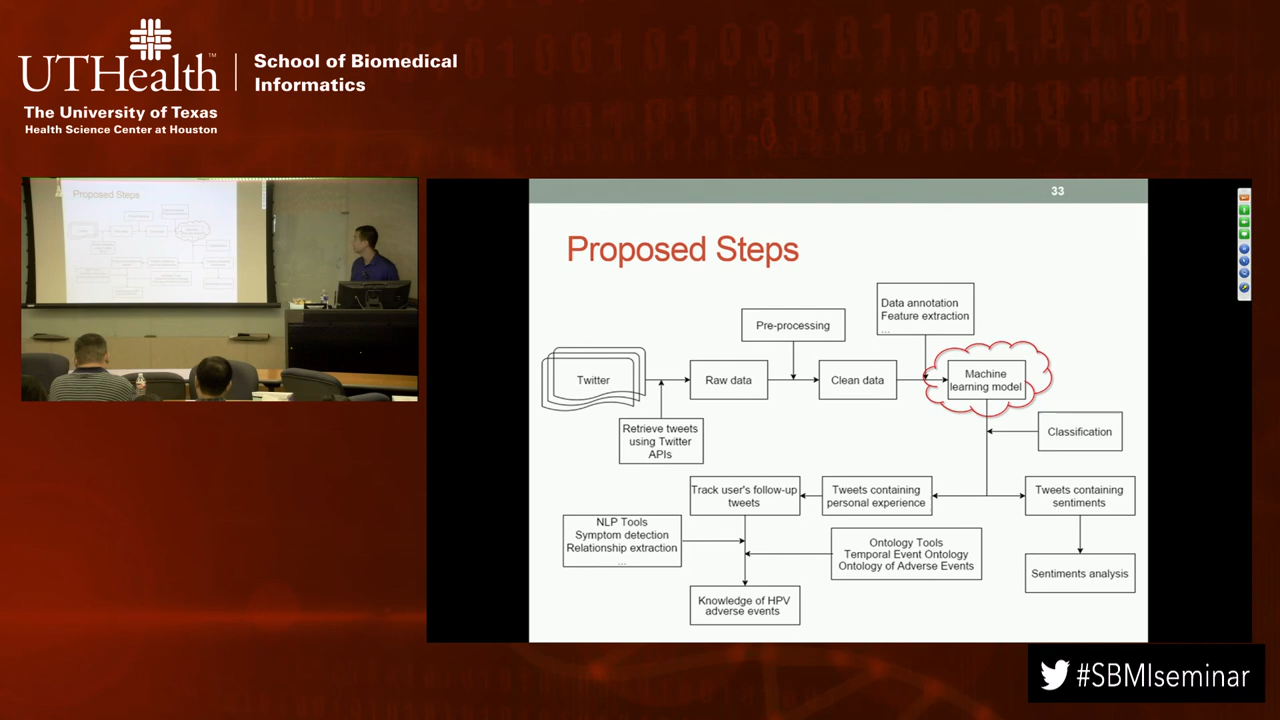 UTHealth™
The University of Texas
Health Science Center at Houston
School of Biomedical
Informatics
Proposed Steps
33
Proposed Steps
Data annotation
Feature extraction
...
Pre-processing
Twitter
Raw data
Clean data
Machine
learning model
Retrieve tweets
using Twitter
APIs
Classification
Track user's follow-up
tweets
Tweets containing
personal experience
Tweets containing
sentiments
NLP Tools
Symptom detection
Relationship extraction
...
Ontology Tools
Temporal Event Ontology
Ontology of Adverse Events
Sentiments analysis
Knowledge of HPV
adverse events
#SBMIseminar